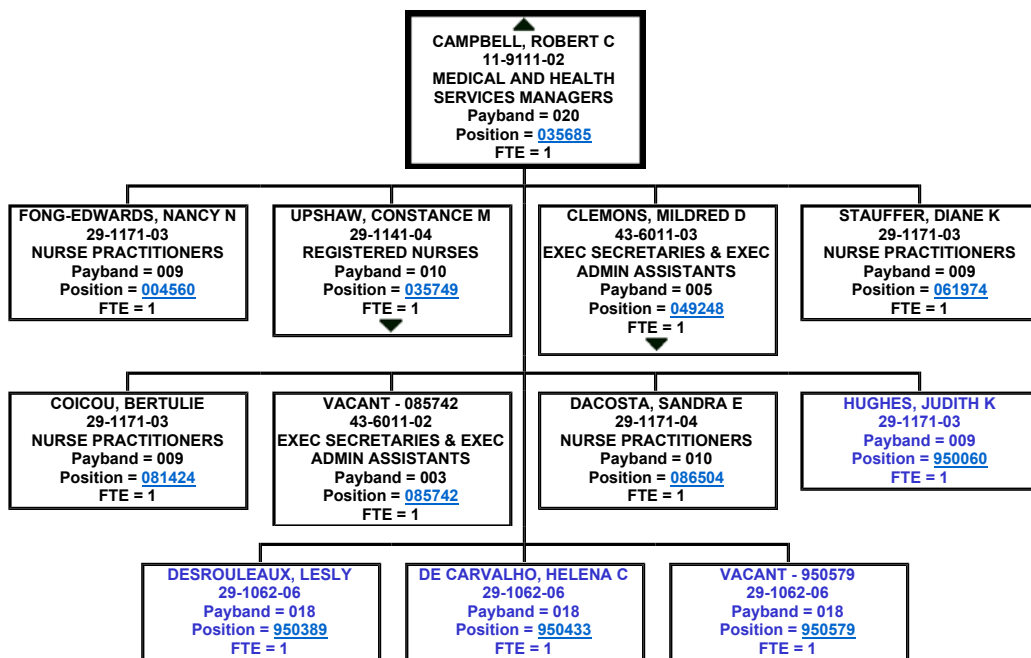 CAMPBELL, ROBERT C
11-9111-02
MEDICAL AND HEALTH
SERVICES MANAGERS
Payband = 020
Position = 035685
FTE = 1
FONG-EDWARDS, NANCY N
29-1171-03
NURSE PRACTITIONERS
Payband = 009
Position = 004560
FTE = 1
UPSHAW, CONSTANCE M
29-1141-04
REGISTERED NURSES
Payband = 010
Position = 035749
FTE = 1
CLEMONS, MILDRED D
43-6011-03
EXEC SECRETARIES & EXEC
ADMIN ASSISTANTS
Payband = 005
Position = 049248
FTE = 1
STAUFFER, DIANE K
29-1171-03
NURSE PRACTITIONERS
Payband = 009
Position = 061974
FTE = 1
COICOU, BERTULIE
29-1171-03
NURSE PRACTITIONERS
Payband = 009
Position = 081424
FTE = 1
VACANT - 085742
43-6011-02
EXEC SECRETARIES & EXEC
ADMIN ASSISTANTS
Payband = 003
Position = 085742
FTE = 1
DACOSTA, SANDRA E
29-1171-04
NURSE PRACTITIONERS
Payband = 010
Position = 086504
FTE = 1
HUGHES, JUDITH K
29-1171-03
Payband = 009
Position = 950060
FTE = 1
DESROULEAUX, LESLY
29-1062-06
Payband = 018
Position = 950389
FTE = 1
DE CARVALHO, HELENA C
29-1062-06
Payband = 018
Position = 950433
FTE = 1
VACANT - 950579
29-1062-06
Payband = 018
Position = 950579
FTE = 1